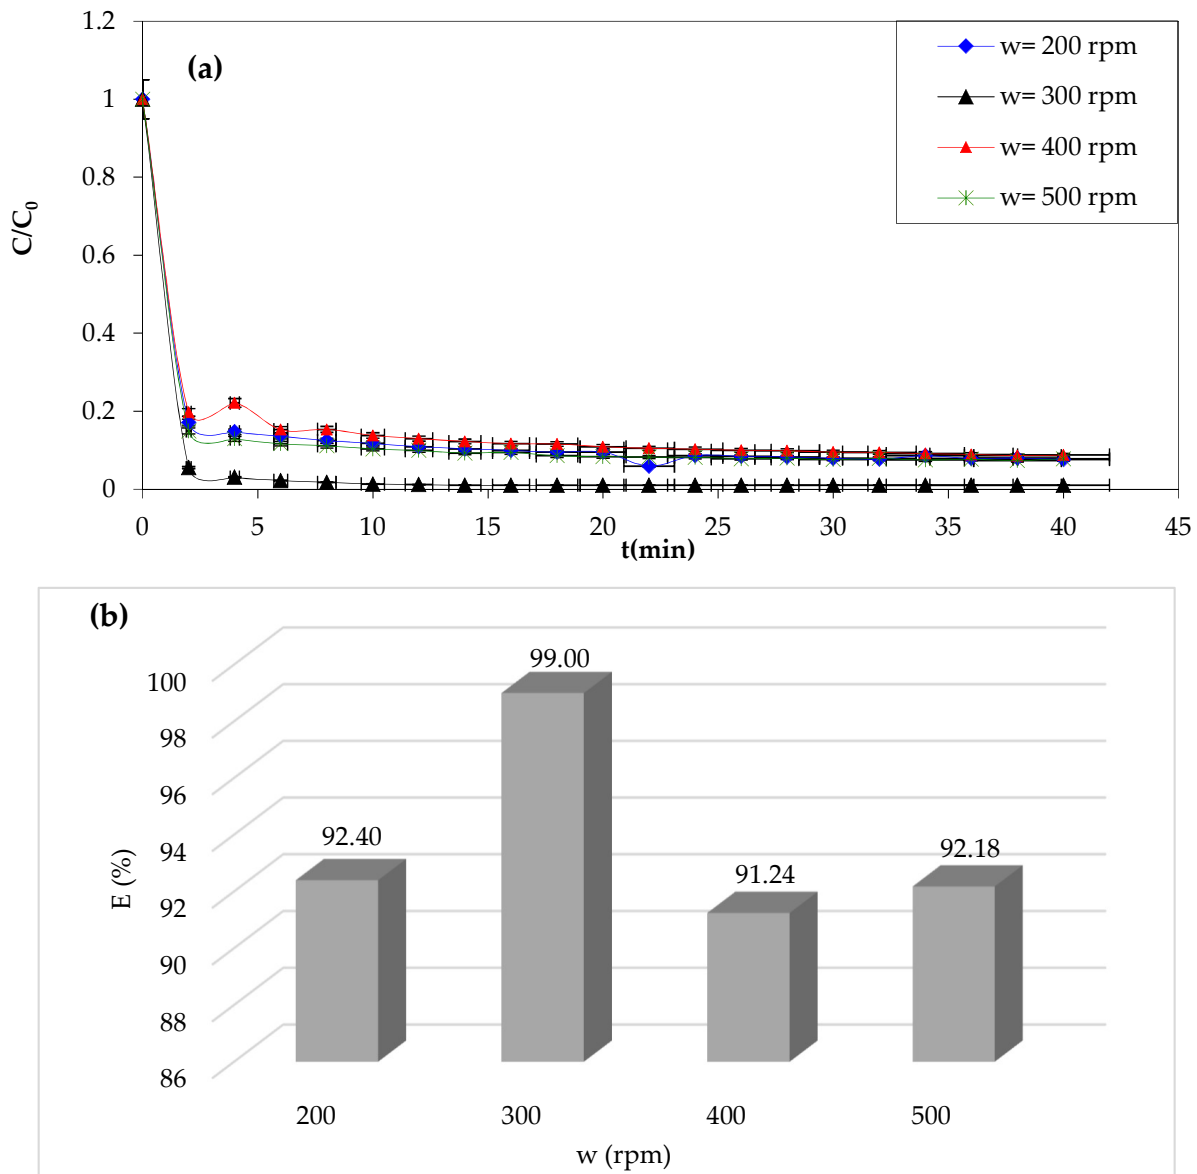 (a)
w= 200 rpm
w= 300 rpm
w= 400 rpm
w= 500 rpm
1.2
1
0.8
0.6
0.4
0.2
0
C/C0
0 5 10 15 20 25 30 35 40 45
t(min)
(b)
99.00
92.40
91.24
92.18
100
98
96
94
92
90
88
86
E (%)
200 300 400 500
w (rpm)